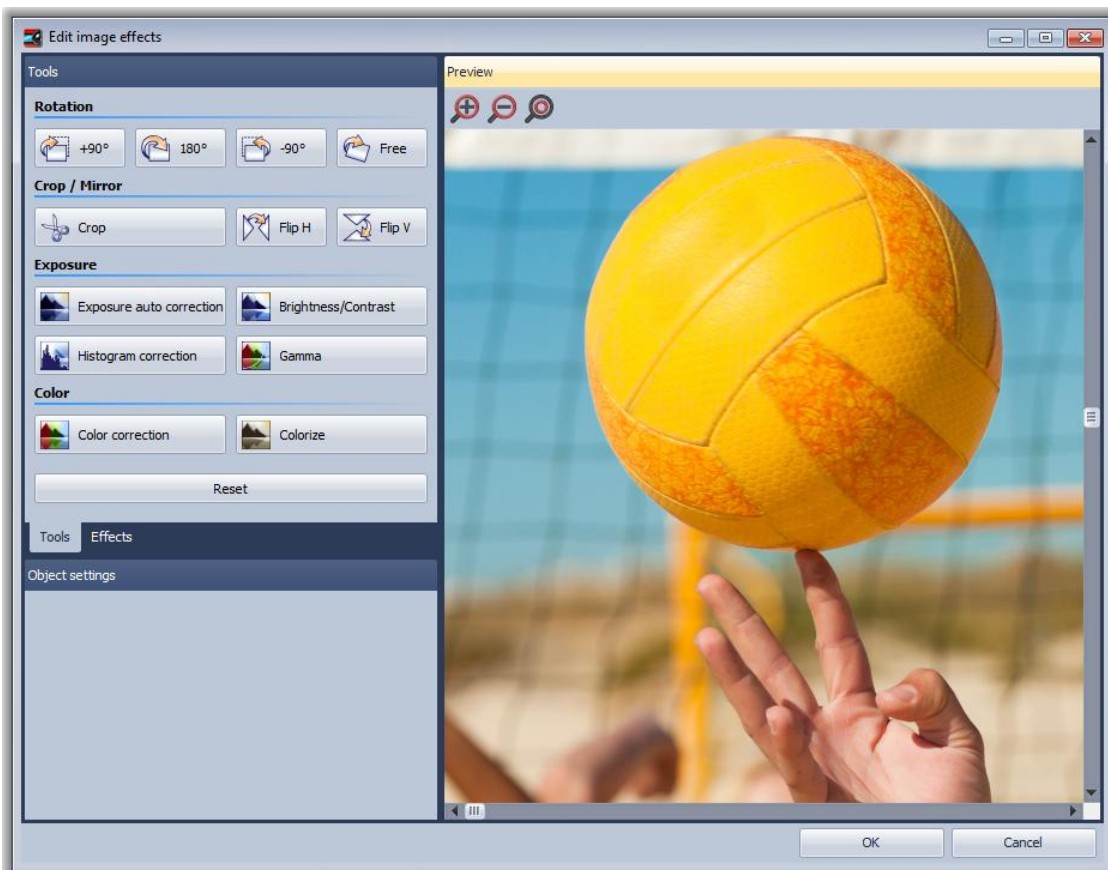 Edit image effects
Tools
Rotation
+90° 180° -90° Free
Crop / Mirror
Crop Flip H Flip V
Exposure
Exposure auto correction Brightness/Contrast
Histogram correction Gamma
Color
Color correction Colorize
Reset
Tools Effects
Object settings
Preview
OK Cancel